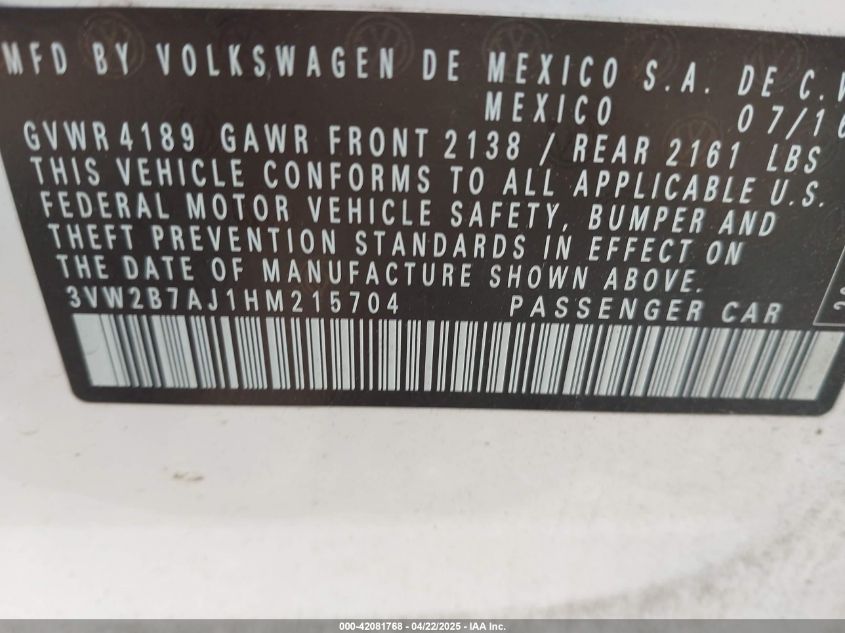 MFD BY VOLKSWAGEN DE MEXICO S.A. DE C.V
MEXICO 07/16
GVWR 4189 GAWR FRONT 2138 / REAR 2161 LBS
THIS VEHICLE CONFORMS TO ALL APPLICABLE U.S.
FEDERAL MOTOR VEHICLE SAFETY, BUMPER AND
THEFT PREVENTION STANDARDS IN EFFECT ON
THE DATE OF MANUFACTURE SHOWN ABOVE.
3VW2B7AJ1HM215704 PASSENGER CAR
000-42081768 - 04/22/2025 - IAA Inc.